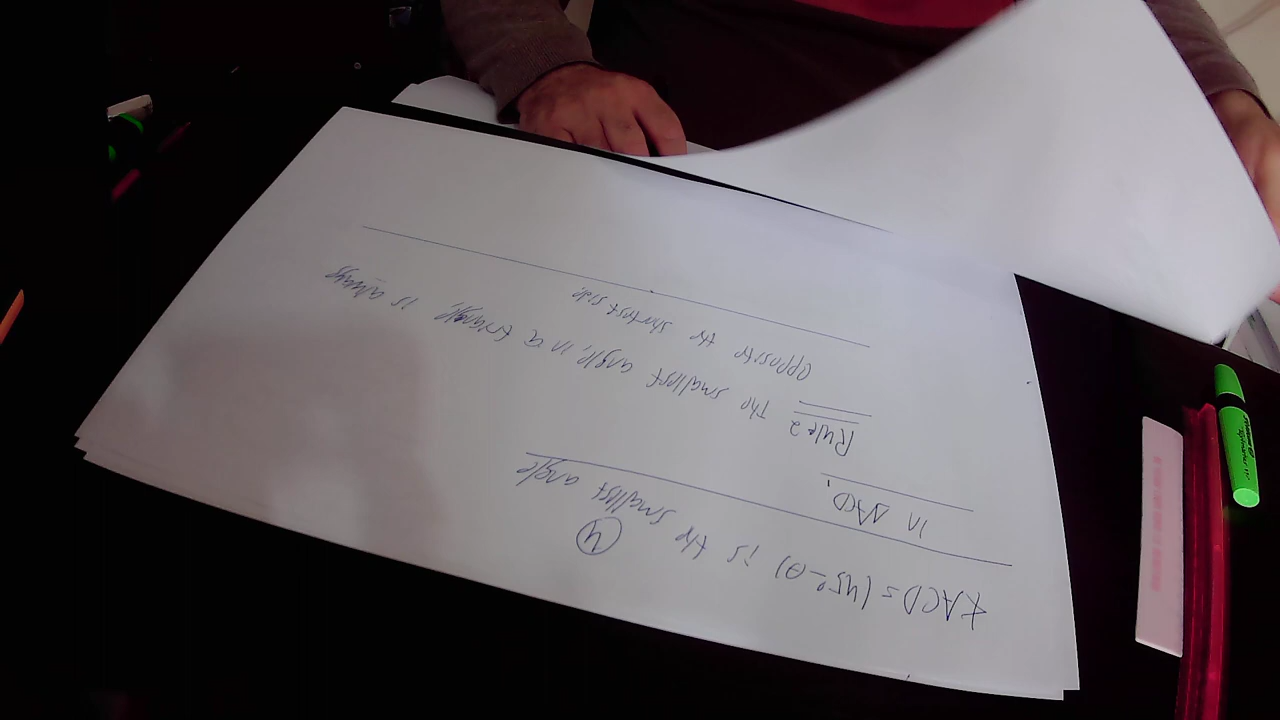 ④
∡ACD = (45°-θ) is the smallest angle
in ΔACD,
Rule 2 The smallest angle, in a triangle, is always
opposite the shortest side.